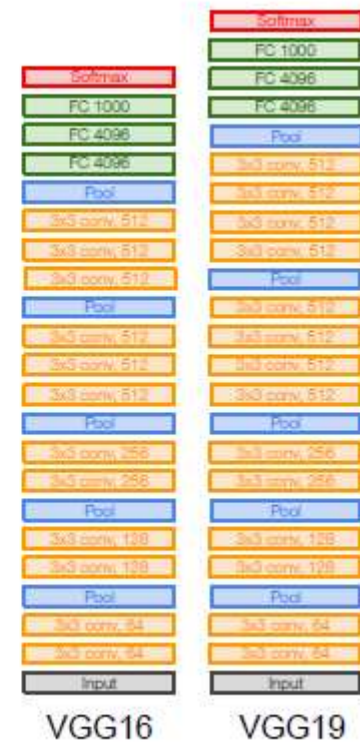 Softmax
FC 1000
FC 4096
FC 4096
Pool
3x3 conv, 512
3x3 conv, 512
3x3 conv, 512
Pool
3x3 conv, 512
3x3 conv, 512
3x3 conv, 512
Pool
3x3 conv, 256
3x3 conv, 256
Pool
3x3 conv, 128
3x3 conv, 128
Pool
3x3 conv, 64
3x3 conv, 64
Input
VGG16
Softmax
FC 1000
FC 4096
FC 4096
Pool
3x3 conv, 512
3x3 conv, 512
3x3 conv, 512
3x3 conv, 512
Pool
3x3 conv, 512
3x3 conv, 512
3x3 conv, 512
3x3 conv, 512
Pool
3x3 conv, 256
3x3 conv, 256
Pool
3x3 conv, 128
3x3 conv, 128
Pool
3x3 conv, 64
3x3 conv, 64
Input
VGG19